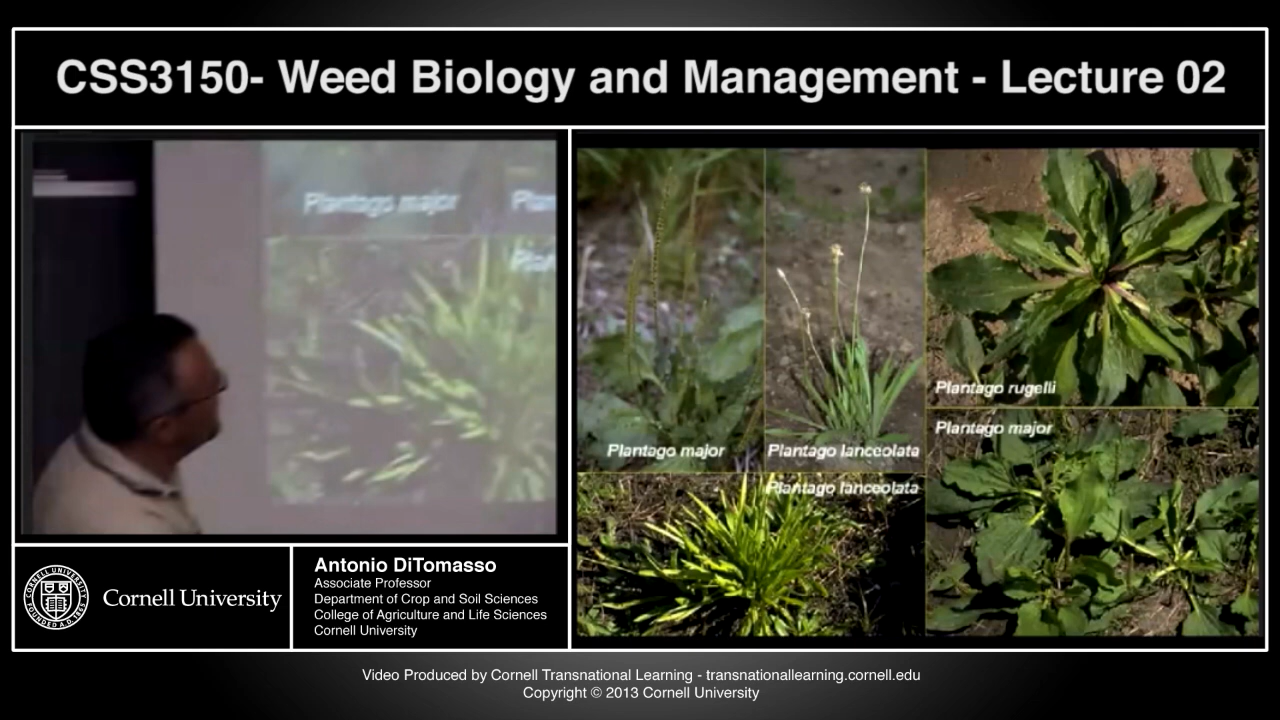 CSS3150- Weed Biology and Management - Lecture 02
Plantago major
Plantago major
Plantago lanceolata
Plantago rugelli
Plantago major
Plantago lanceolata
CORNELL UNIVERSITY
FOUNDED A.D. 1865
Cornell University
Antonio DiTomasso
Associate Professor
Department of Crop and Soil Sciences
College of Agriculture and Life Sciences
Cornell University
Video Produced by Cornell Transnational Learning - transnationallearning.cornell.edu
Copyright © 2013 Cornell University